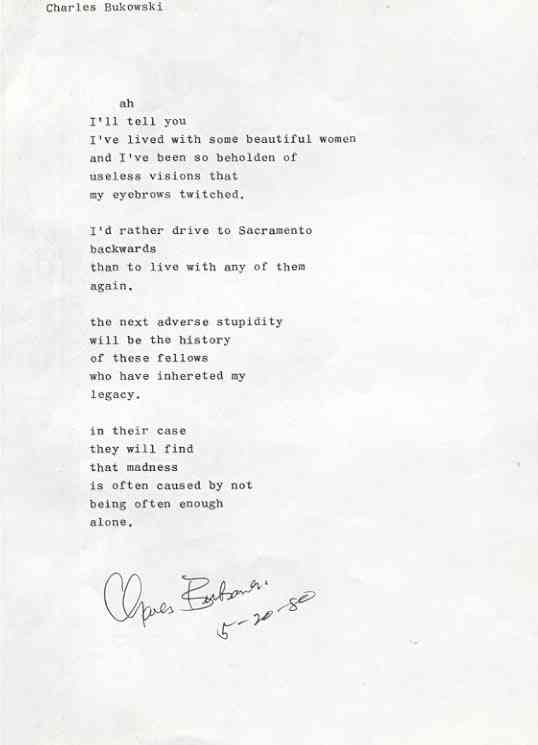 Charles Bukowski
ah
I'll tell you
I've lived with some beautiful women
and I've been so beholden of
useless visions that
my eyebrows twitched.
I'd rather drive to Sacramento
backwards
than to live with any of them
again.
the next adverse stupidity
will be the history
of these fellows
who have inhereted my
legacy.
in their case
they will find
that madness
is often caused by not
being often enough
alone.
Charles Bukowski
5-20-80